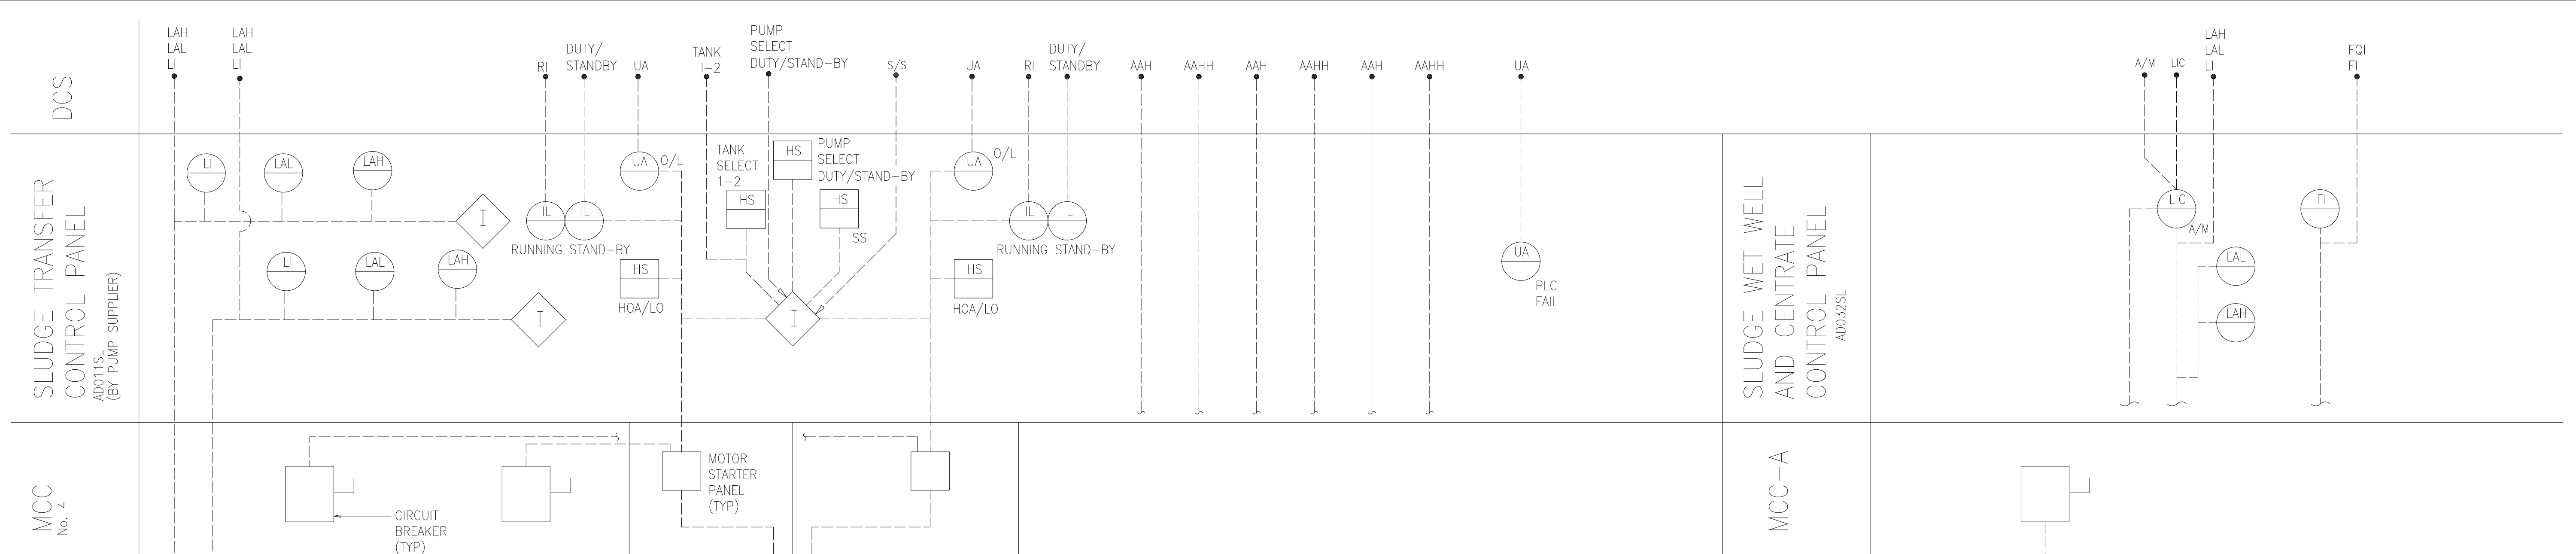 DCS
LAH
LAL
LI
LAH
LAL
LI
RI
DUTY/
STANDBY
UA
TANK
1-2
PUMP
SELECT
DUTY/STAND-BY
S/S
UA
RI
DUTY/
STANDBY
AAH
AAHH
AAH
AAHH
AAH
AAHH
UA
A/M
LIC
LAH
LAL
LI
FQI
FI
SLUDGE TRANSFER
CONTROL PANEL
AD011SL
(BY PUMP SUPPLIER)
LI
LAL
LAH
I
LI
LAL
LAH
I
IL
IL
RUNNING
STAND-BY
UA
O/L
HS
HOA/LO
TANK
SELECT
1-2
HS
HS
PUMP
SELECT
DUTY/STAND-BY
HS
SS
I
UA
O/L
IL
IL
RUNNING
STAND-BY
HS
HOA/LO
UA
PLC
FAIL
SLUDGE WET WELL
AND CENTRATE
CONTROL PANEL
AD032SL
LIC
A/M
LAL
LAH
FI
MCC
No. 4
CIRCUIT
BREAKER
(TYP)
MOTOR
STARTER
PANEL
(TYP)
MCC-A